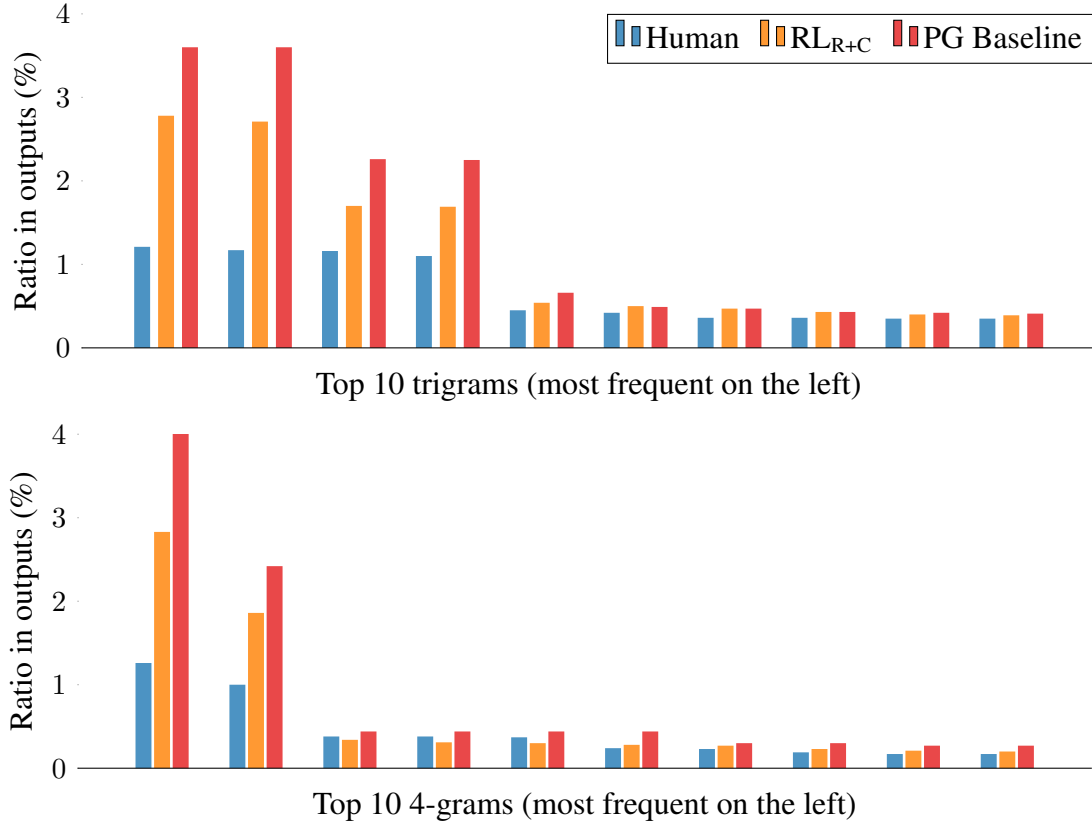 Human RL_{R+C} PG Baseline
Ratio in outputs (%)
4
3
2
1
0
Top 10 trigrams (most frequent on the left)
Ratio in outputs (%)
4
3
2
1
0
Top 10 4-grams (most frequent on the left)